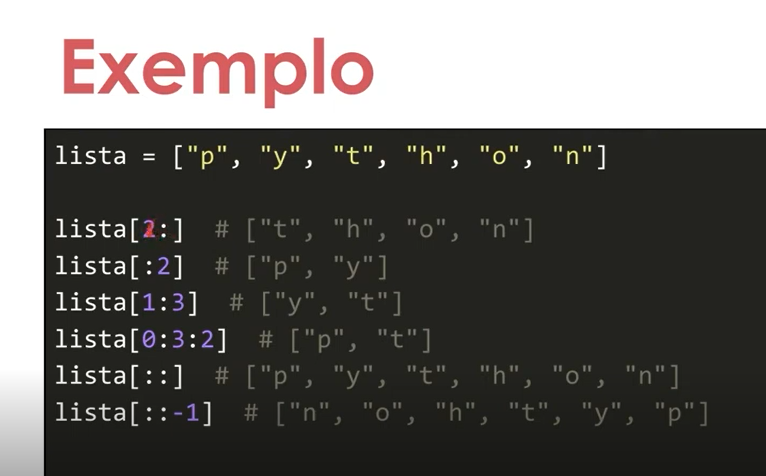 Exemplo
lista = ["p", "y", "t", "h", "o", "n"]
lista[2:]  # ["t", "h", "o", "n"]
lista[:2]  # ["p", "y"]
lista[1:3]  # ["y", "t"]
lista[0:3:2]  # ["p", "t"]
lista[::]  # ["p", "y", "t", "h", "o", "n"]
lista[::-1]  # ["n", "o", "h", "t", "y", "p"]